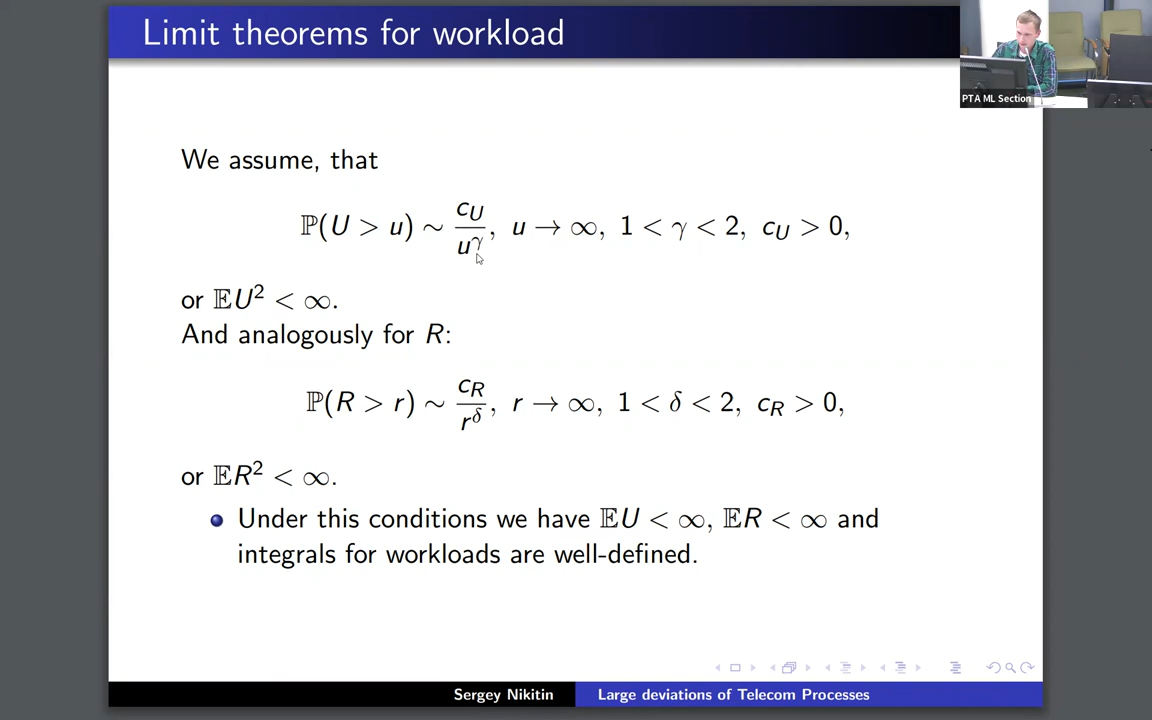 Limit theorems for workload
PTA ML Section
We assume, that
ℙ(U > u) ∼ c_U / u^γ, u → ∞, 1 < γ < 2, c_U > 0,
or 𝔼U² < ∞.
And analogously for R:
ℙ(R > r) ∼ c_R / r^δ, r → ∞, 1 < δ < 2, c_R > 0,
or 𝔼R² < ∞.
Under this conditions we have 𝔼U < ∞, 𝔼R < ∞ and
integrals for workloads are well-defined.
Sergey Nikitin
Large deviations of Telecom Processes